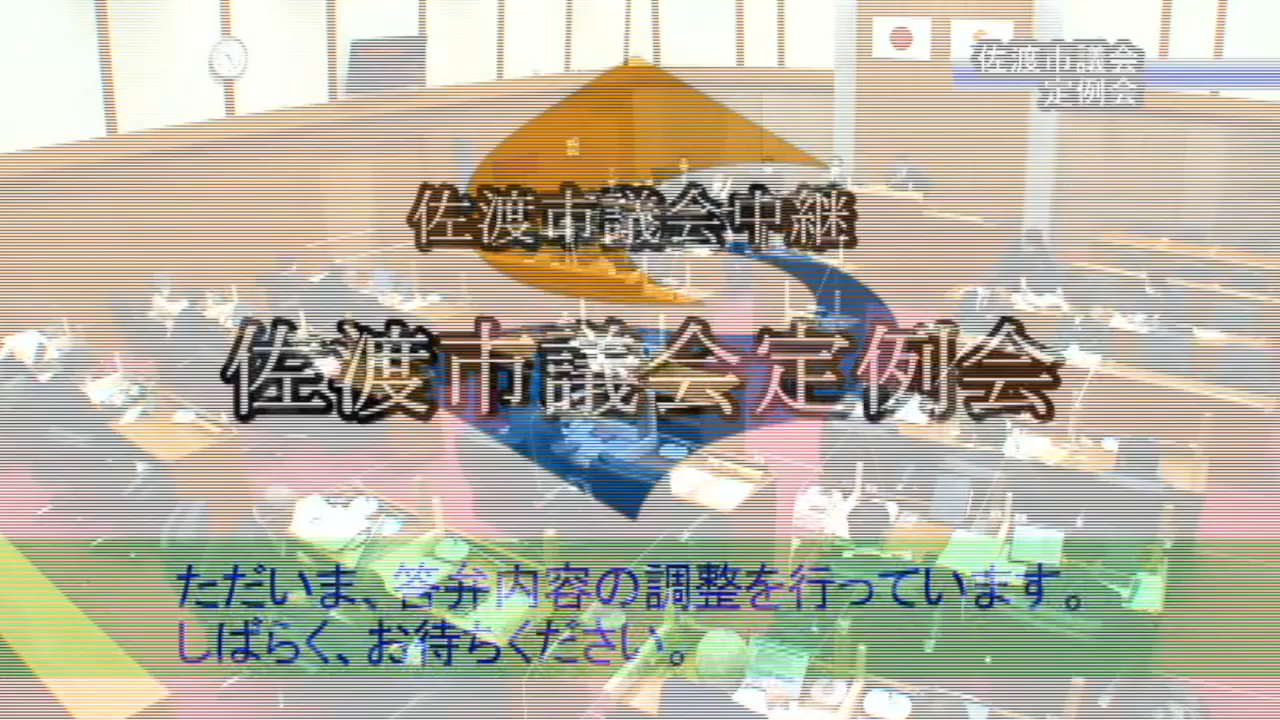 佐渡市議会
定例会
佐渡市議会中継
佐渡市議会定例会
ただいま、答弁内容の調整を行っています。
しばらく、お待ちください。